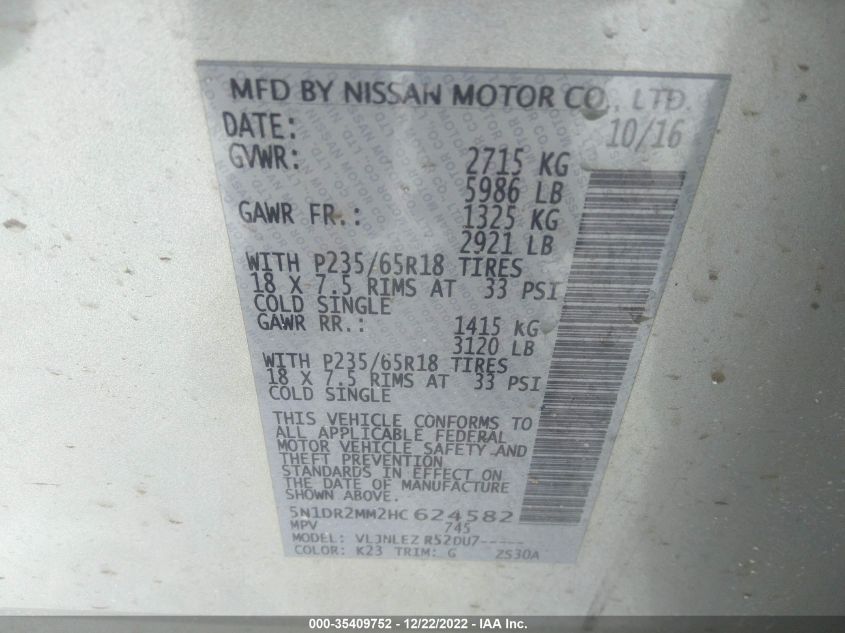 MFD BY NISSAN MOTOR CO., LTD.
DATE: 10/16
GVWR: 2715 KG
5986 LB
GAWR FR.: 1325 KG
2921 LB
WITH P235/65R18 TIRES
18 X 7.5 RIMS AT 33 PSI
COLD SINGLE
GAWR RR.: 1415 KG
3120 LB
WITH P235/65R18 TIRES
18 X 7.5 RIMS AT 33 PSI
COLD SINGLE
THIS VEHICLE CONFORMS TO
ALL APPLICABLE FEDERAL
MOTOR VEHICLE SAFETY AND
THEFT PREVENTION
STANDARDS IN EFFECT ON
THE DATE OF MANUFACTURE
SHOWN ABOVE.
5N1DR2MM2HC624582
MPV 745
MODEL: VLJNLEZ R52DU7-----
COLOR: K23 TRIM: G ZS30A
000-35409752 - 12/22/2022 - IAA Inc.